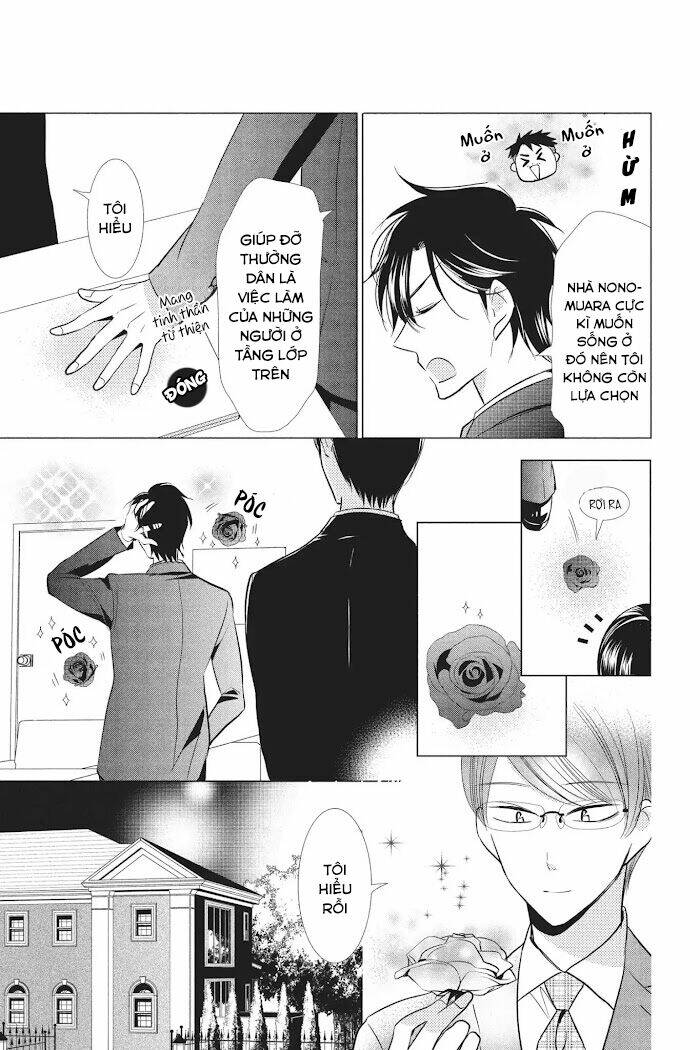 HỪM
Muốn
ở
Muốn
ở
NHÀ NONO-
MUARA CỰC
KÌ MUỐN
SỐNG Ở
ĐÓ NÊN TÔI
KHÔNG CÒN
LỰA CHỌN
GIÚP ĐỠ
THƯỜNG
DÂN LÀ
VIỆC LÀM
CỦA NHỮNG
NGƯỜI Ở
TẦNG LỚP
TRÊN
TÔI
HIỂU
Mang
tinh thần
từ thiện
ĐÓNG
RƠI RA
PÓC
PÓC
TÔI
HIỂU
RỒI